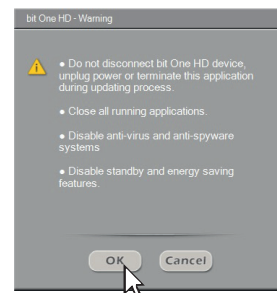 bit One HD - Warning
● Do not disconnect bit One HD device,
unplug power or terminate this application
during updating process.
● Close all running applications.
● Disable anti-virus and anti-spyware
systems
● Disable standby and energy saving
features.
OK Cancel